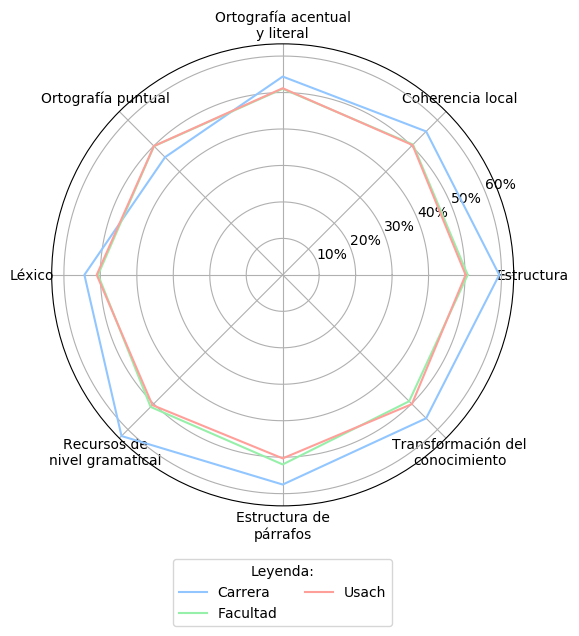 Ortografía acentual
y literal
Ortografía puntual
Coherencia local
60%
50%
40%
30%
20%
10%
Léxico
Estructura
Recursos de
nivel gramatical
Transformación del
conocimiento
Estructura de
párrafos
Leyenda:
Carrera
Usach
Facultad